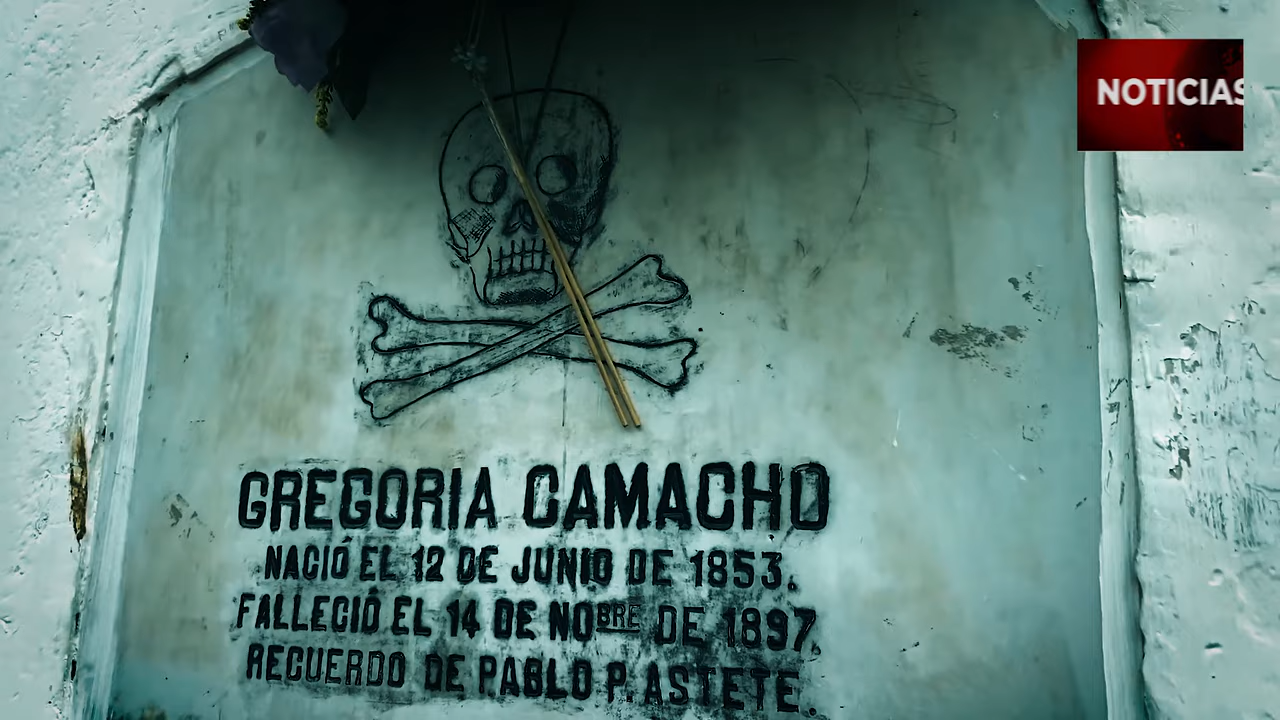 NOTICIAS
GREGORIA CAMACHO
NACIÓ EL 12 DE JUNIO DE 1853.
FALLECIÓ EL 14 DE NOBRE DE 1897.
RECUERDO DE PABLO P. ASTETE.